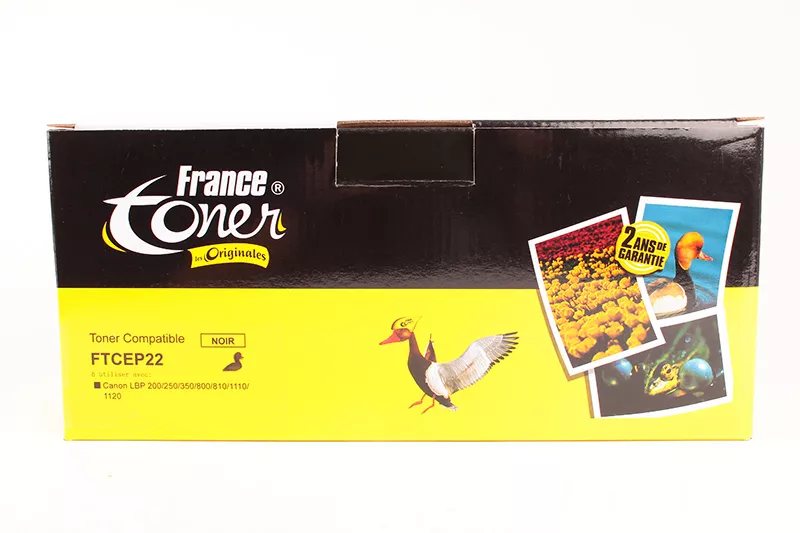 France ®
toner
les Originales
2 ANS DE
GARANTIE
Toner Compatible
NOIR
FTCEP22
à utiliser avec:
Canon LBP 200/250/350/800/810/1110/
1120